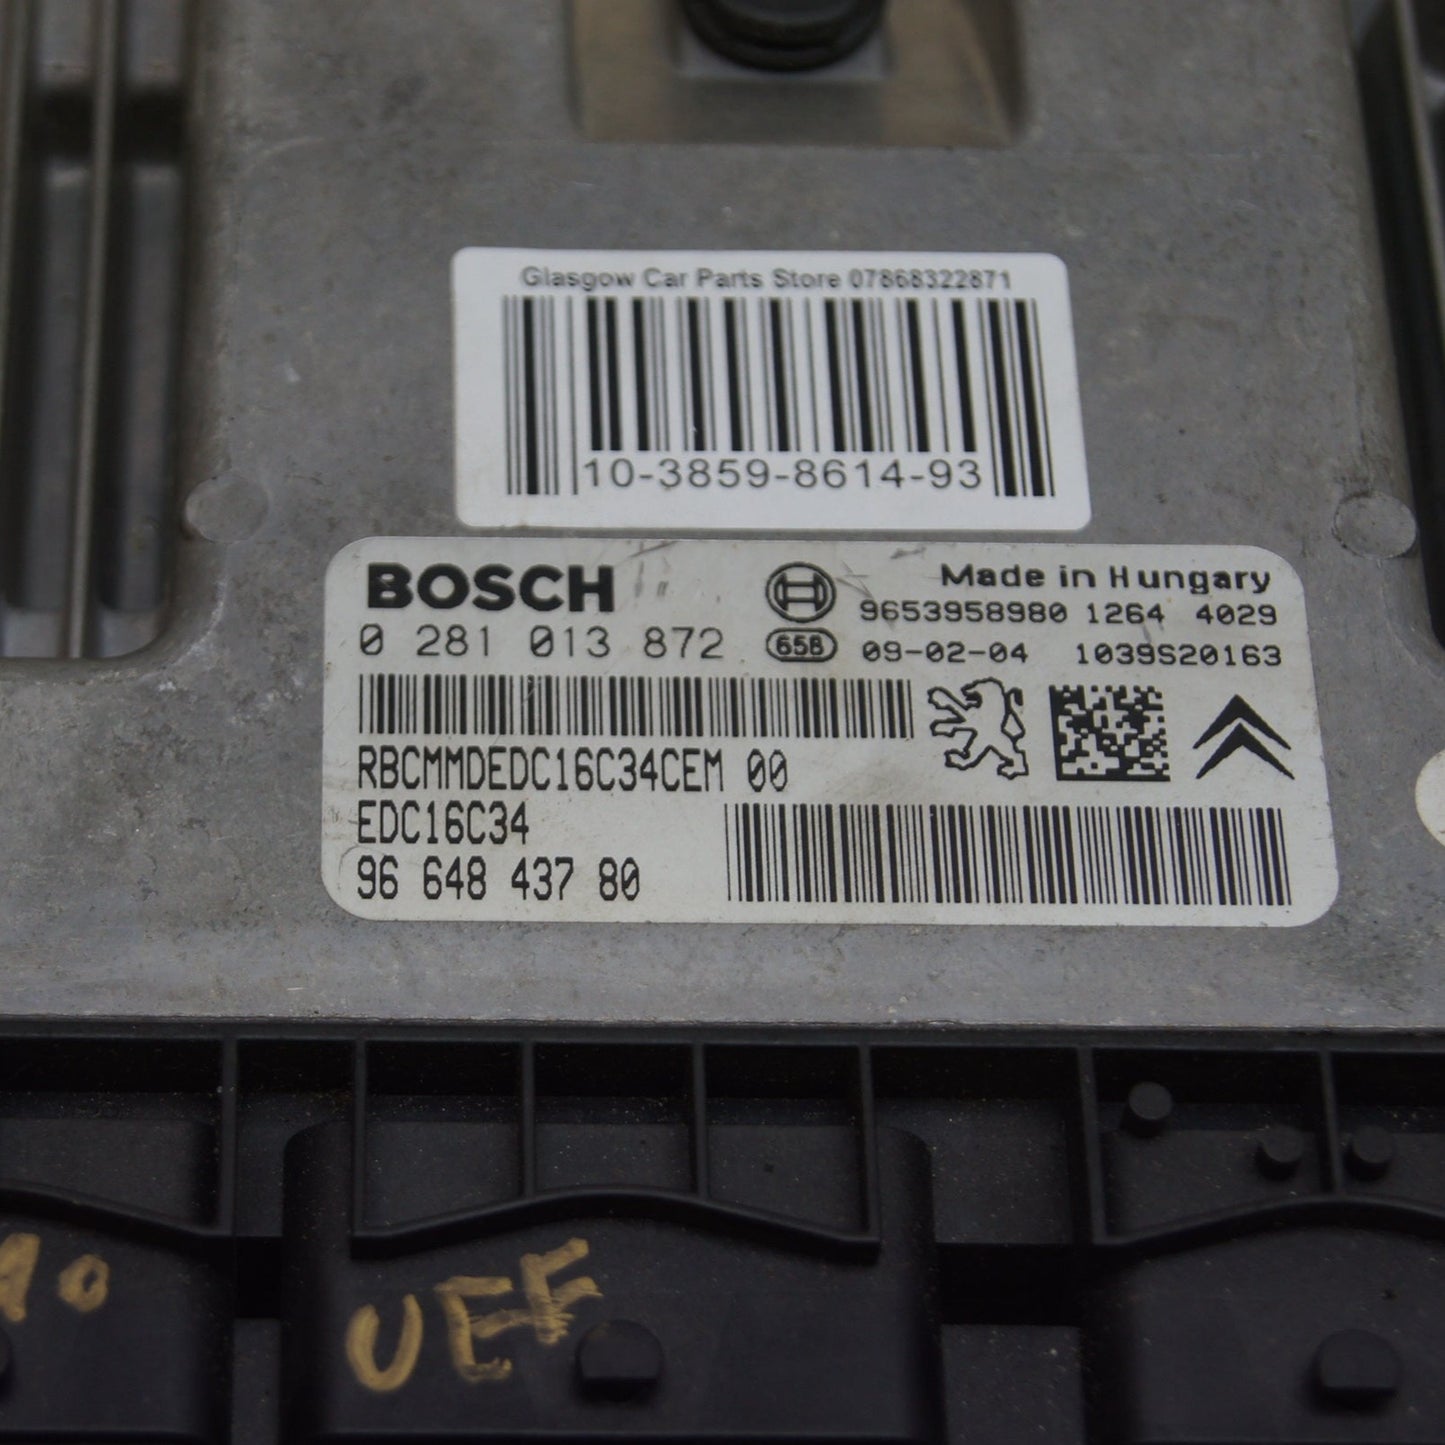 Glasgow Car Parts Store 07868322871
10-3859-8614-93
BOSCH
Made in Hungary
9653958980 1264 4029
0 281 013 872
658
09-02-04 1039S20163
RBCMMDEDC16C34CEM 00
EDC16C34
96 648 437 80
UEF